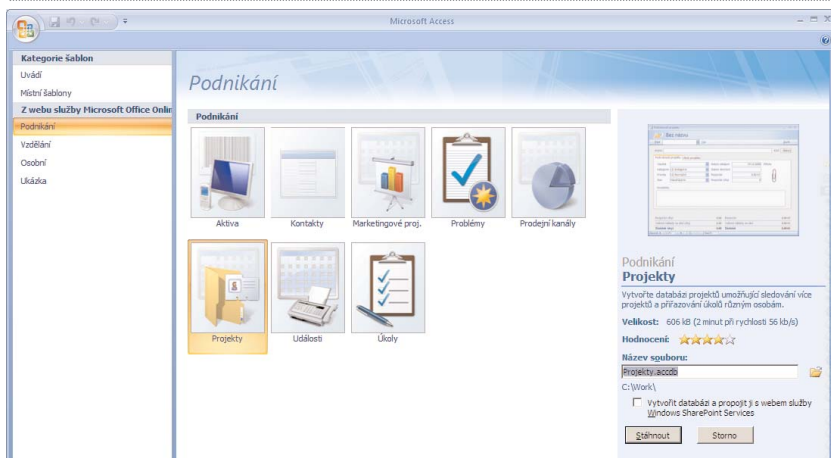 Microsoft Access
Kategorie šablon
Uvádí
Místní šablony
Z webu služby Microsoft Office Onlin
Podnikání
Vzdělání
Osobní
Ukázka
Podnikání
Podnikání
Aktiva
Kontakty
Marketingové proj.
Problémy
Prodejní kanály
Projekty
Události
Úkoly
Podnikání
Projekty
Vytvořte databázi projektů umožňující sledování více
projektů a přiřazování úkolů různým osobám.
Velikost: 606 kB (2 minut při rychlosti 56 kb/s)
Hodnocení:
Název souboru:
Projekty.accdb
C:\Work\
Vytvořit databázi a propojit ji s webem služby
Windows SharePoint Services
Stáhnout
Storno